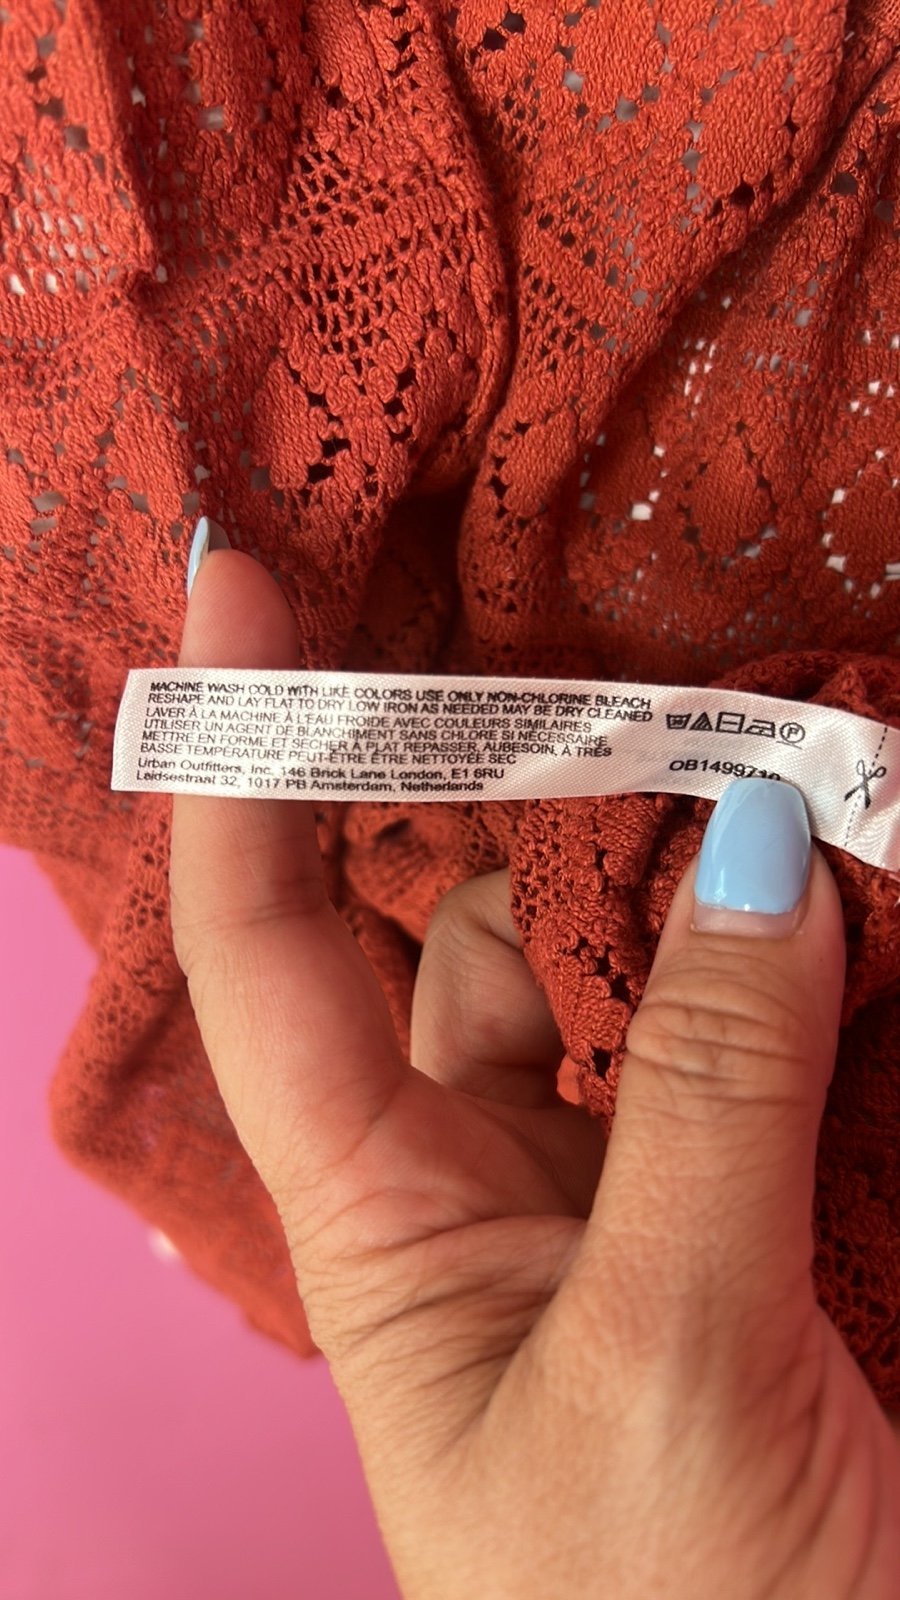 MACHINE WASH COLD WITH LIKE COLORS USE ONLY NON-CHLORINE BLEACH
RESHAPE AND LAY FLAT TO DRY LOW IRON AS NEEDED MAY BE DRY CLEANED
LAVER À LA MACHINE À L'EAU FROIDE AVEC COULEURS SIMILAIRES
UTILISER UN AGENT DE BLANCHIMENT SANS CHLORE SI NÉCESSAIRE
METTRE EN FORME ET SÉCHER À PLAT REPASSER, AUBESOIN, À TRÈS
BASSE TEMPÉRATURE PEUT-ÊTRE ÊTRE NETTOYÉE SEC
Urban Outfitters, Inc. 146 Brick Lane London, E1 6RU
Leidsestraat 32, 1017 PB Amsterdam, Netherlands
P